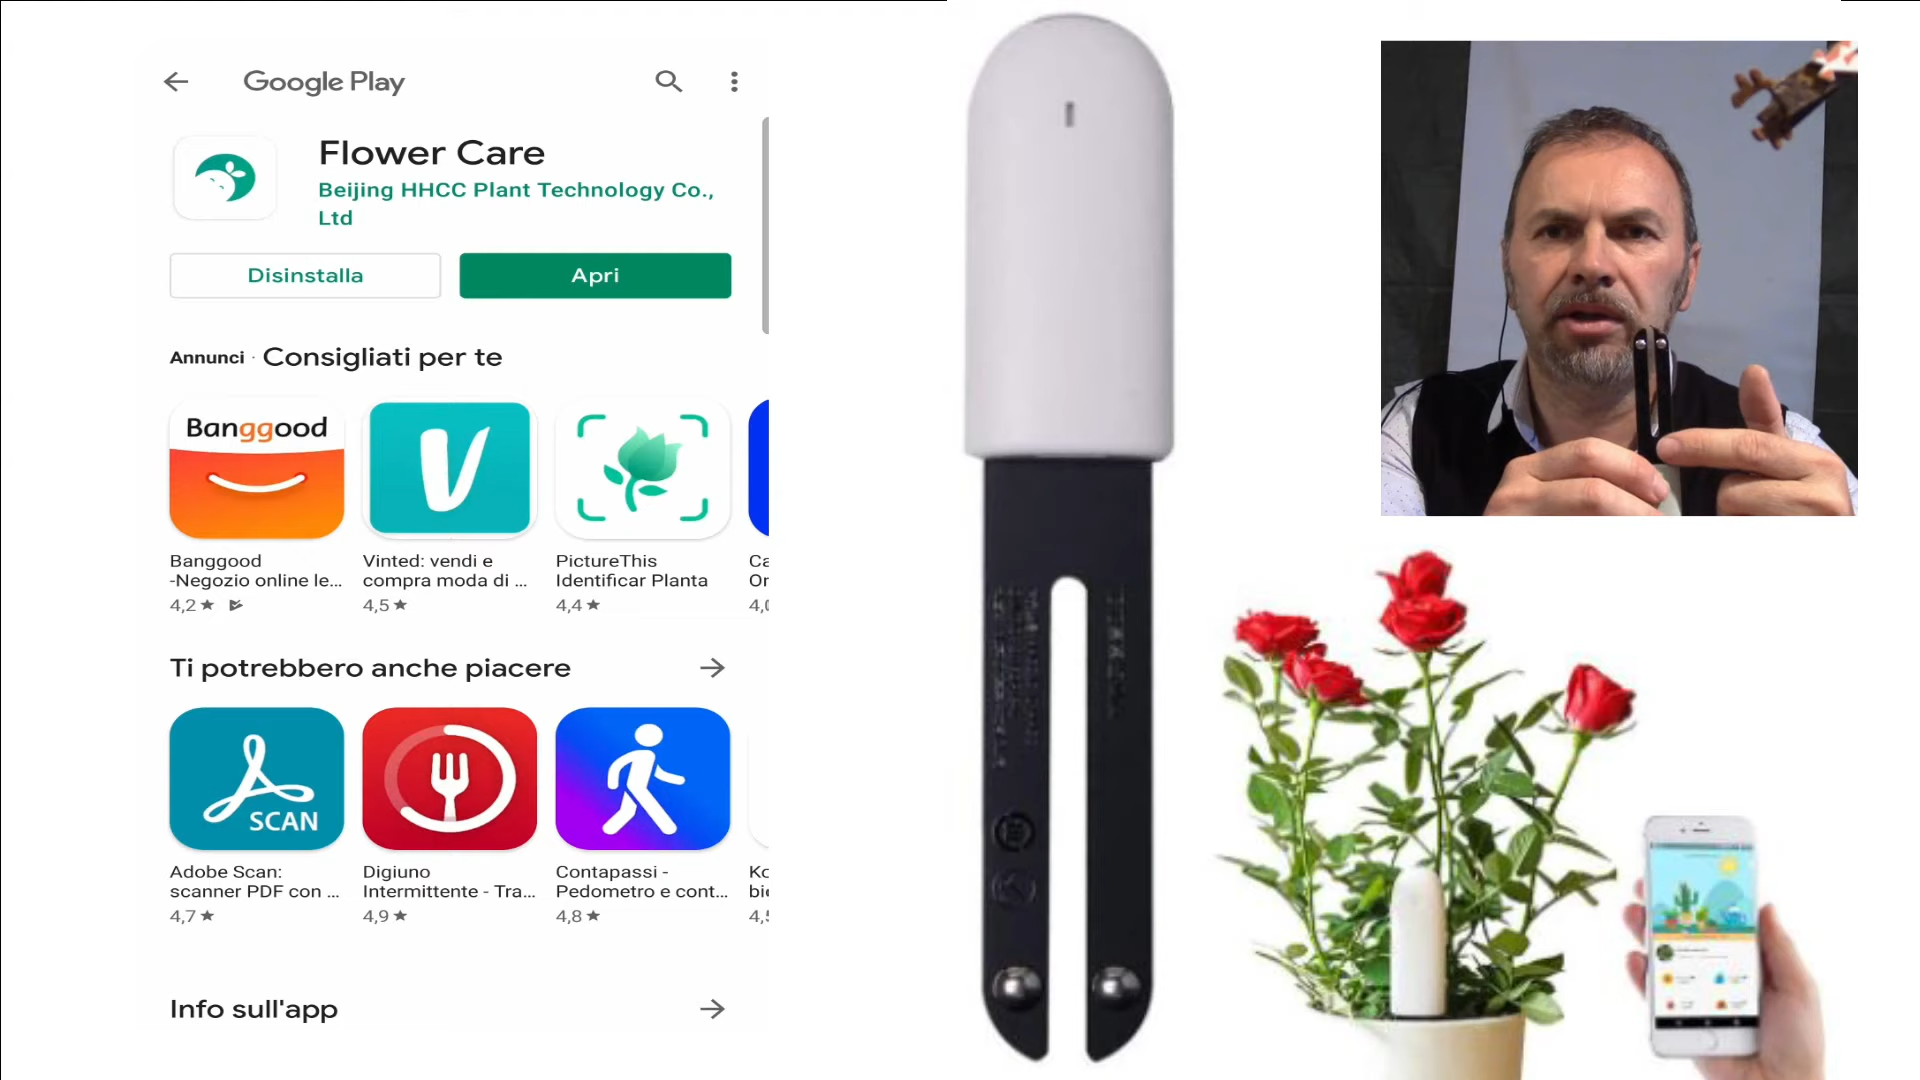 Google Play
Flower Care
Beijing HHCC Plant Technology Co.,
Ltd
Disinstalla
Apri
Annunci · Consigliati per te
Banggood
Banggood
-Negozio online le...
4,2 ★
Vinted: vendi e
compra moda di ...
4,5 ★
PictureThis
Identificar Planta
4,4 ★
Ti potrebbero anche piacere
SCAN
Adobe Scan:
scanner PDF con ...
4,7 ★
Digiuno
Intermittente - Tra...
4,9 ★
Contapassi -
Pedometro e cont...
4,8 ★
Info sull'app